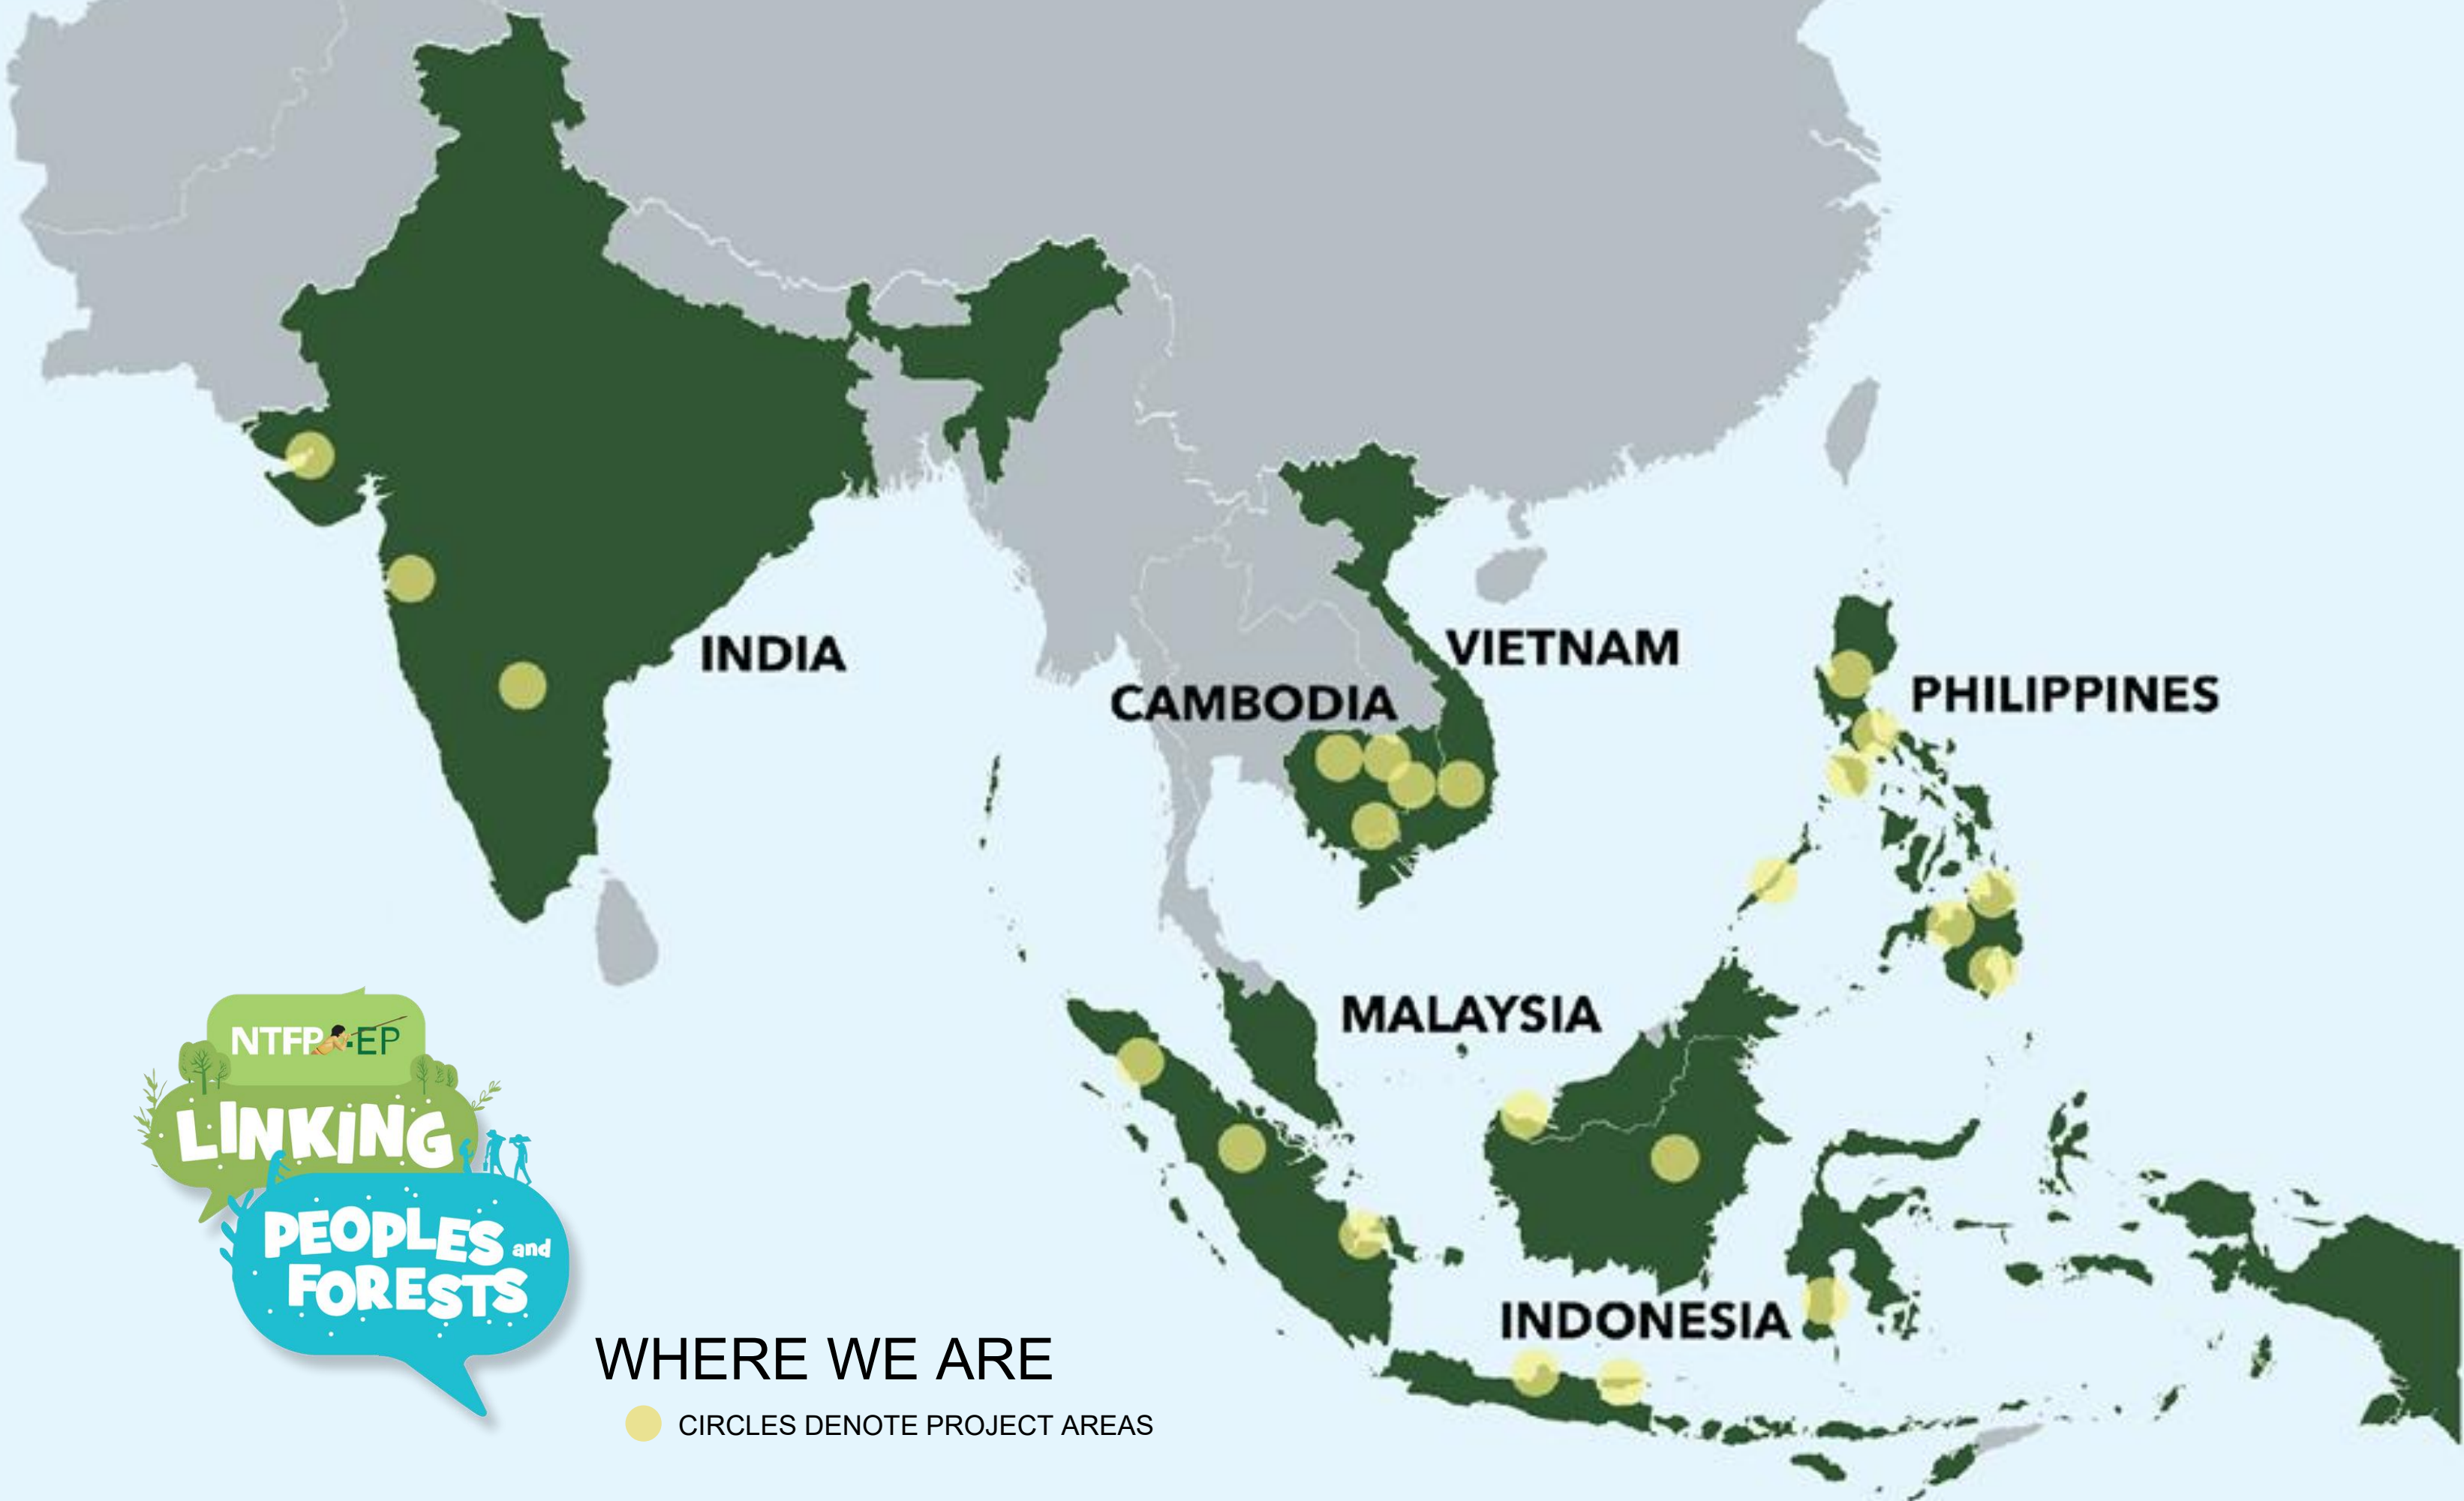 INDIA
VIETNAM
CAMBODIA
PHILIPPINES
MALAYSIA
INDONESIA
NTFP-EP
LINKING
PEOPLES and
FORESTS
WHERE WE ARE
CIRCLES DENOTE PROJECT AREAS